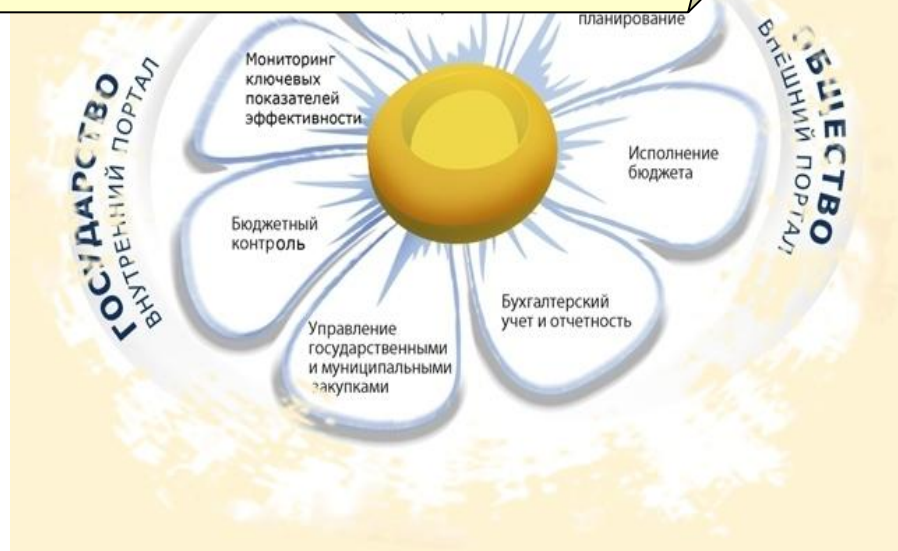 планирование
Мониторинг
ключевых
показателей
эффективности
Исполнение
бюджета
Бюджетный
контроль
Бухгалтерский
учет и отчетность
Управление
государственными
и муниципальными
закупками
ГОСУДАРСТВО
ВНУТРЕННИЙ ПОРТАЛ
ОБЩЕСТВО
ВНЕШНИЙ ПОРТАЛ